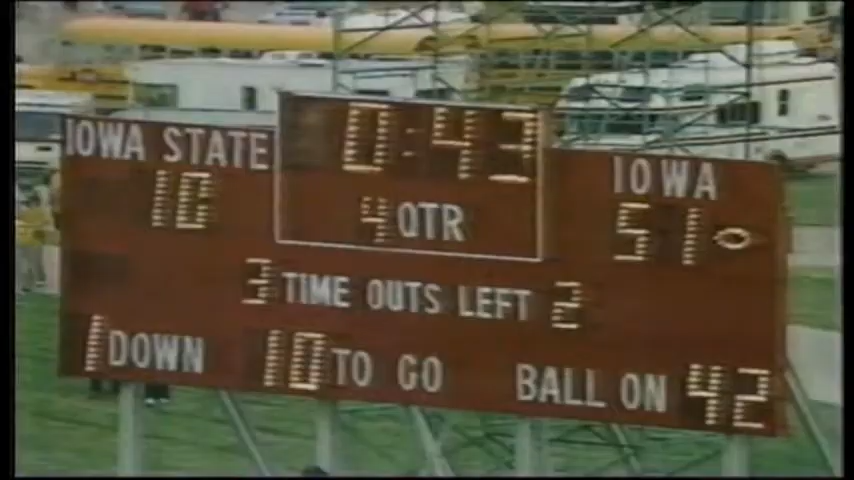 0:43
IOWA STATE IOWA
10 4 QTR 51
3 TIME OUTS LEFT 2
1 DOWN 10 TO GO BALL ON 42